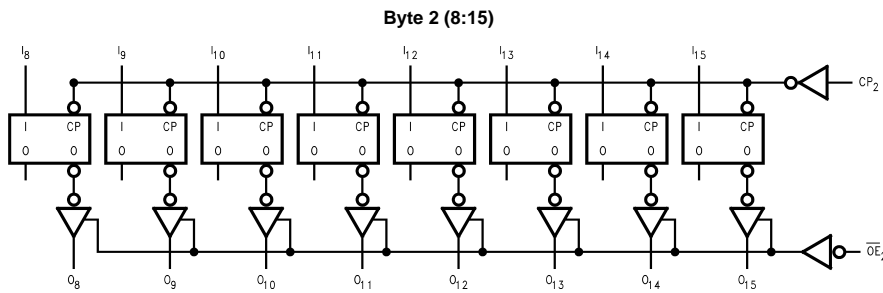 Byte 2 (8:15)
I8 I9 I10 I11 I12 I13 I14 I15
CP2
I CP I CP I CP I CP I CP I CP I CP I CP
O O O O O O O O O O O O O O O O
OE2
O8 O9 O10 O11 O12 O13 O14 O15